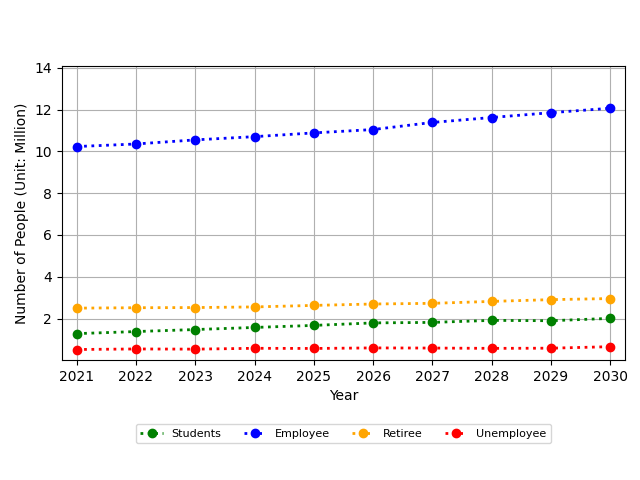 14
12
10
8
6
4
2
Number of People (Unit: Million)
2021 2022 2023 2024 2025 2026 2027 2028 2029 2030
Year
Students Employee Retiree Unemployee